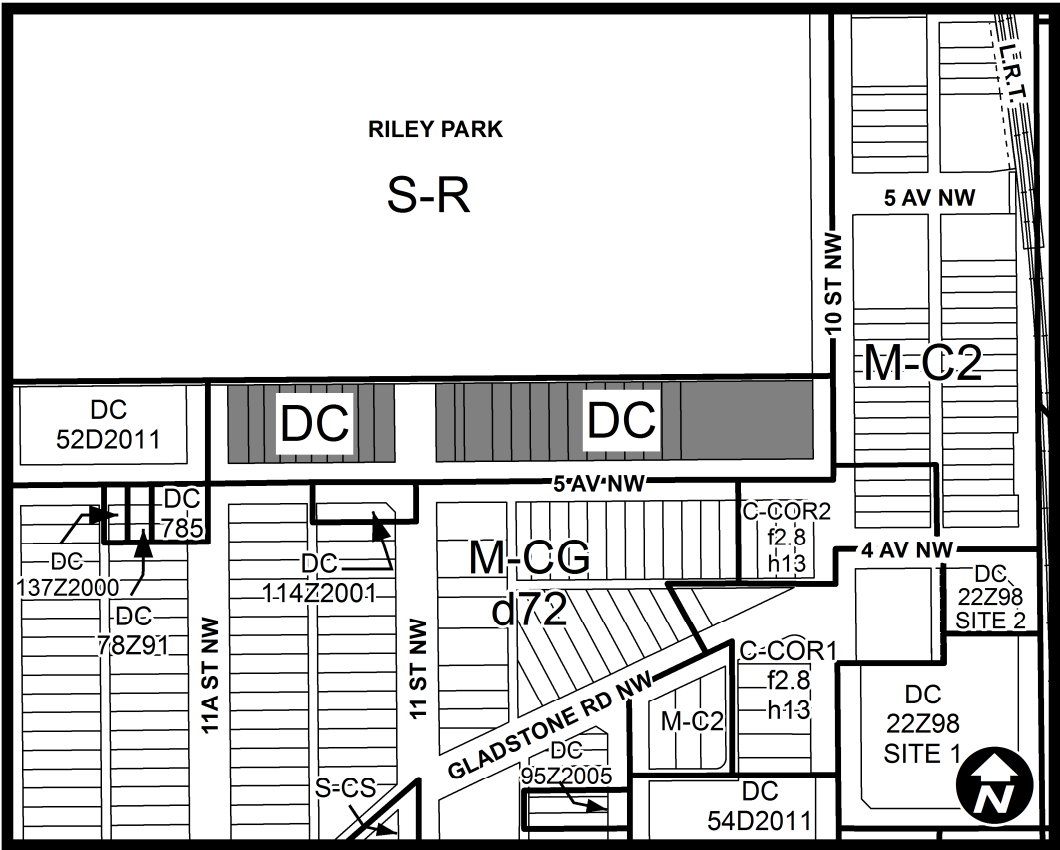 RILEY PARK
S-R
L.R.T.
5 AV NW
10 ST NW
M-C2
DC
52D2011
DC
DC
5 AV NW
DC
785
C-COR2
f2.8
h13
DC
137Z2000
DC
114Z2001
M-CG
d72
4 AV NW
DC
22Z98
SITE 2
DC
78Z91
11A ST NW
11 ST NW
C-COR1
f2.8
h13
GLADSTONE RD NW
M-C2
DC
22Z98
SITE 1
DC
95Z2005
S-CS
DC
54D2011
N